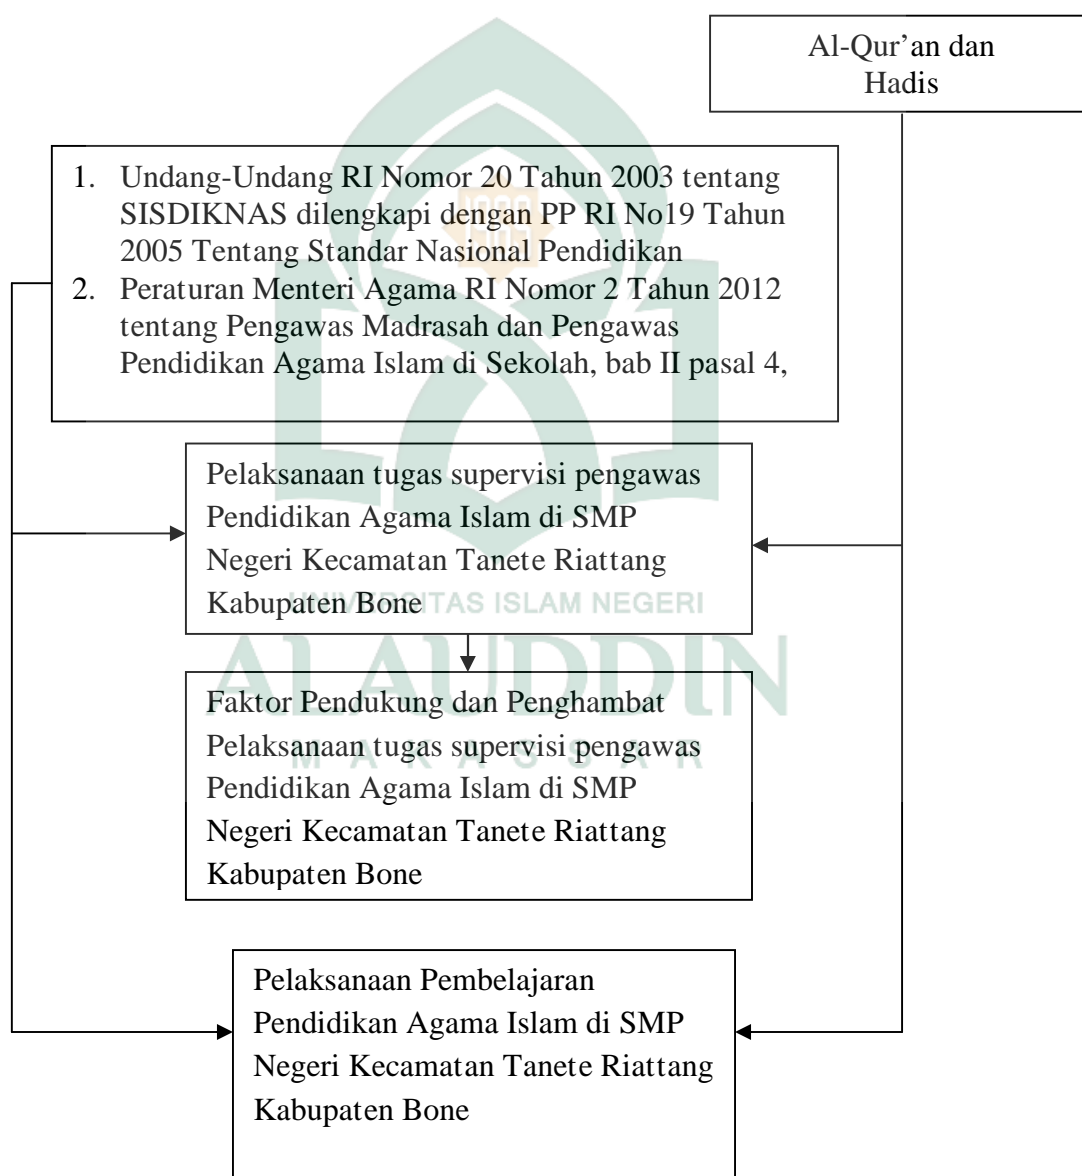 Al-Qur’an dan
Hadis
1. Undang-Undang RI Nomor 20 Tahun 2003 tentang
SISDIKNAS dilengkapi dengan PP RI No19 Tahun
2005 Tentang Standar Nasional Pendidikan
2. Peraturan Menteri Agama RI Nomor 2 Tahun 2012
tentang Pengawas Madrasah dan Pengawas
Pendidikan Agama Islam di Sekolah, bab II pasal 4,
Pelaksanaan tugas supervisi pengawas
Pendidikan Agama Islam di SMP
Negeri Kecamatan Tanete Riattang
Kabupaten Bone
UNIVERSITAS ISLAM NEGERI
ALAUDDIN
MAKASSAR
Faktor Pendukung dan Penghambat
Pelaksanaan tugas supervisi pengawas
Pendidikan Agama Islam di SMP
Negeri Kecamatan Tanete Riattang
Kabupaten Bone
Pelaksanaan Pembelajaran
Pendidikan Agama Islam di SMP
Negeri Kecamatan Tanete Riattang
Kabupaten Bone